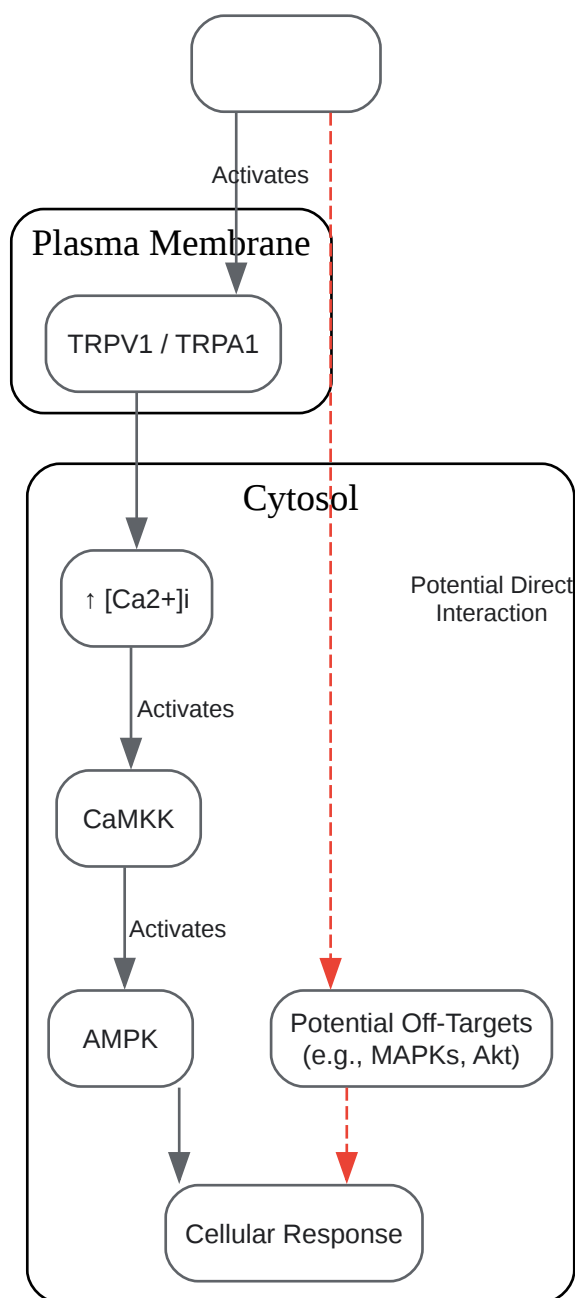 Activates
Plasma Membrane
TRPV1 / TRPA1
Cytosol
↑ [Ca2+]i
Potential Direct
Interaction
Activates
CaMKK
Activates
AMPK
Potential Off-Targets
(e.g., MAPKs, Akt)
Cellular Response